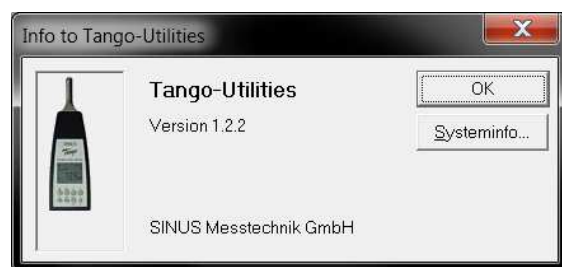 Info to Tango-Utilities
Tango-Utilities
OK
Version 1.2.2
Systeminfo...
SINUS Messtechnik GmbH